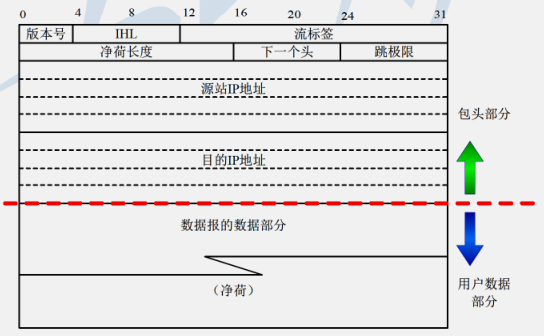 0 4 8 12 16 20 24 31
版本号 IHL 流标签
净荷长度 下一个头 跳极限
源站IP地址
包头部分
目的IP地址
数据报的数据部分
用户数据
部分
（净荷）